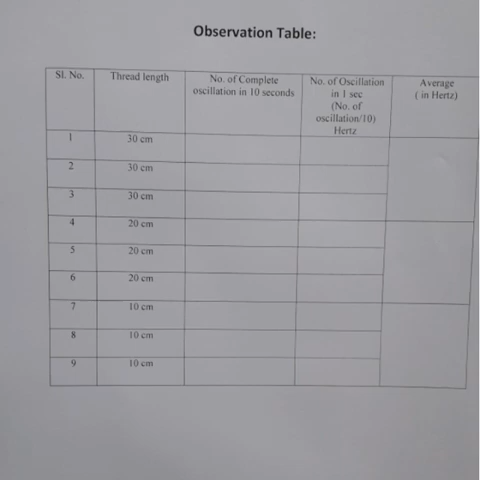 Observation Table:
Sl. No. Thread length No. of Complete oscillation in 10 seconds No. of Oscillation in 1 sec (No. of oscillation/10) Hertz Average ( in Hertz)
1 30 cm
2 30 cm
3 30 cm
4 20 cm
5 20 cm
6 20 cm
7 10 cm
8 10 cm
9 10 cm